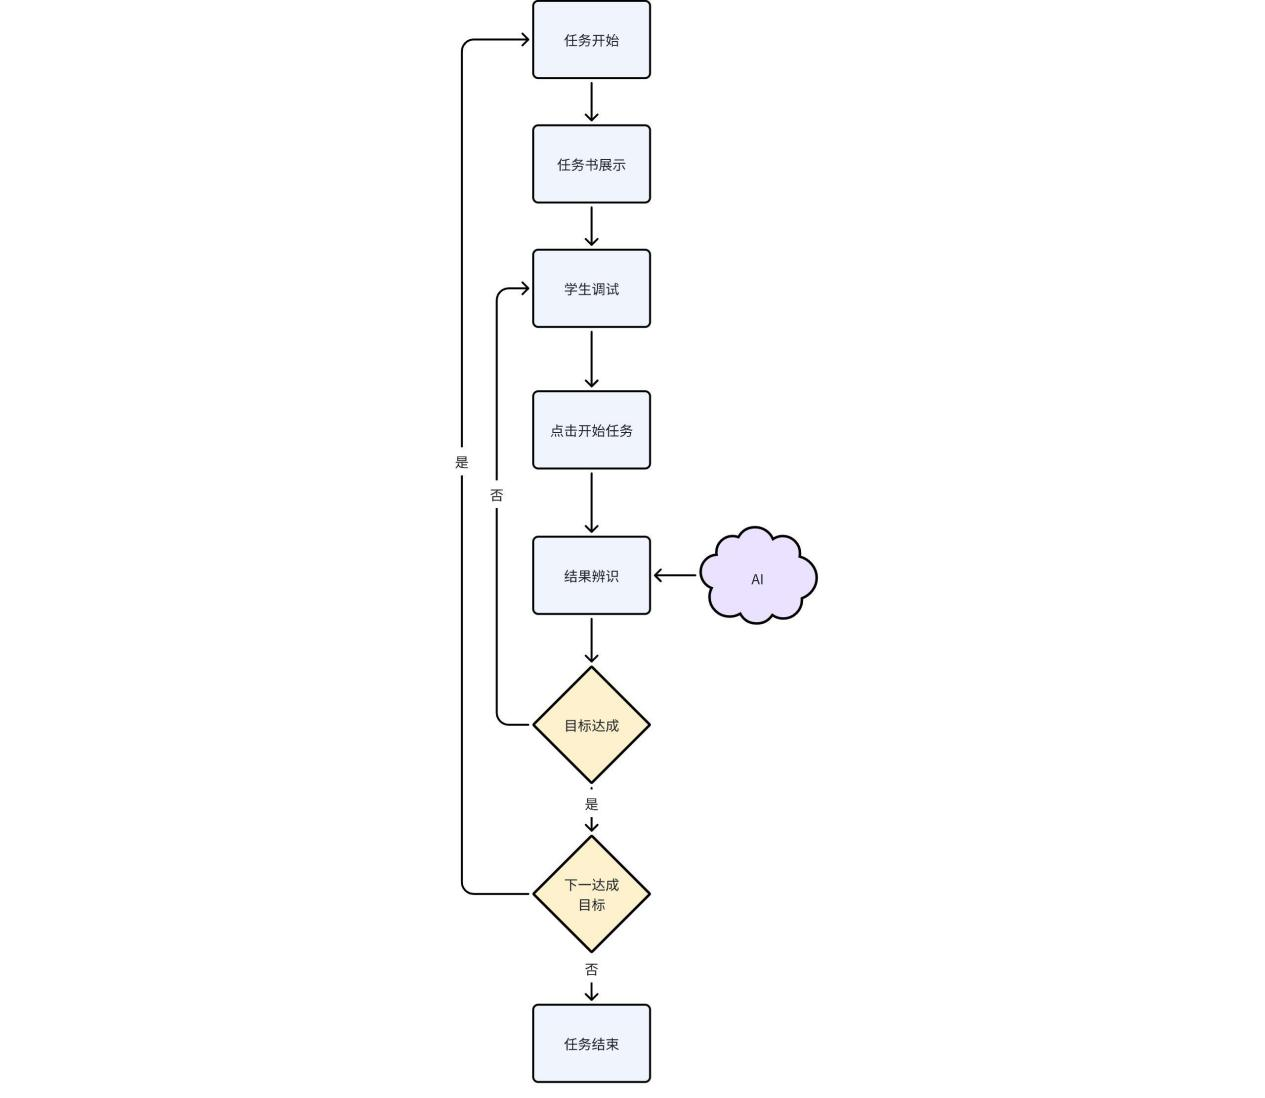 任务开始
任务书展示
学生调试
点击开始任务
是
否
结果辨识
AI
目标达成
是
下一达成
目标
否
任务结束